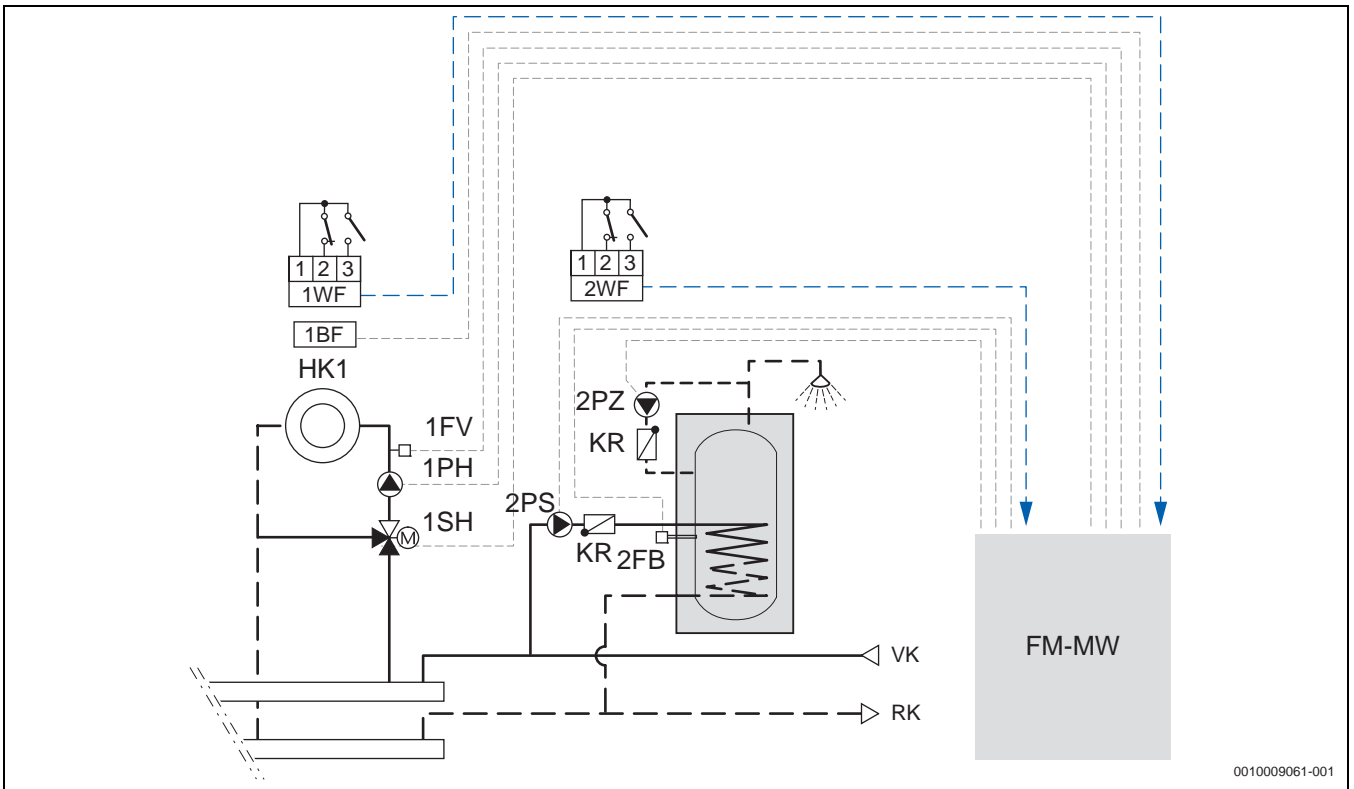 1 2 3
1WF
1 2 3
2WF
1BF
HK1
1FV
1PH
1SH
M
2PZ
KR
2PS
KR
2FB
VK
RK
FM-MW
0010009061-001